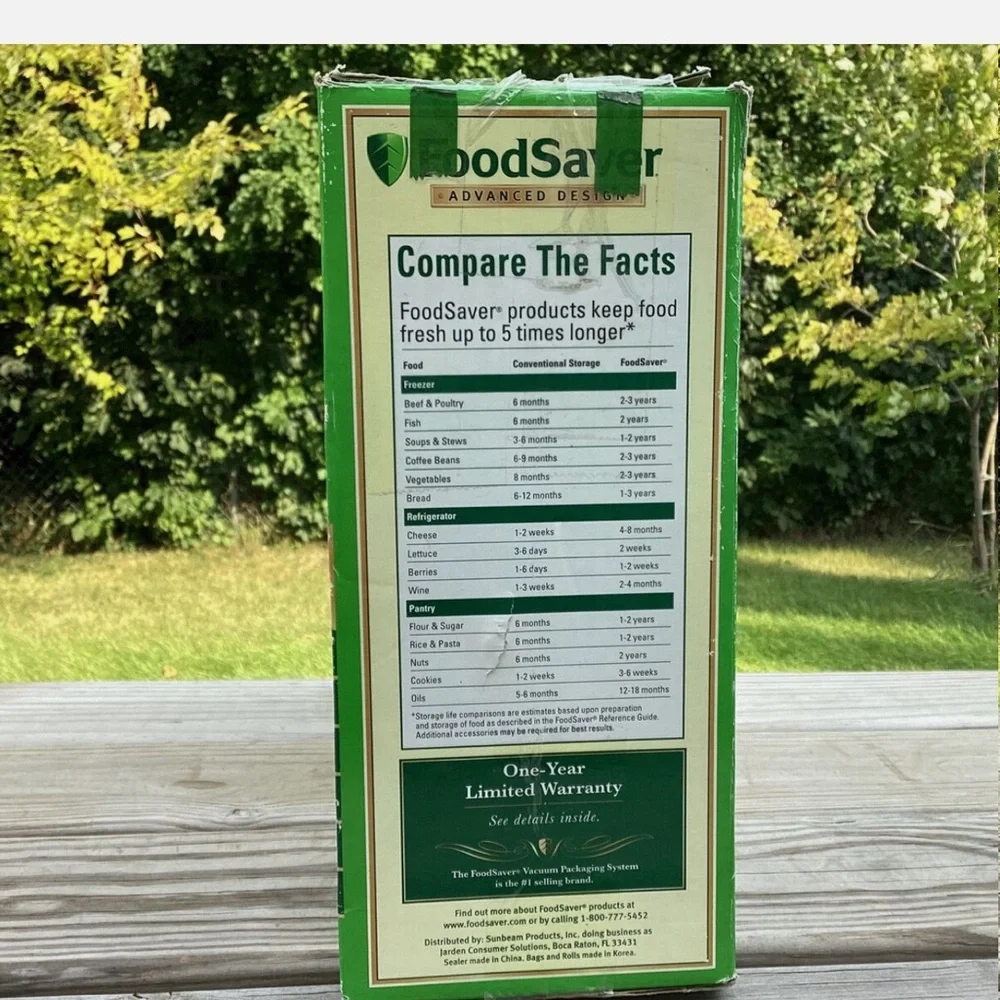 FoodSaver
ADVANCED DESIGN
Compare The Facts
FoodSaver® products keep food
fresh up to 5 times longer*
Food Conventional Storage FoodSaver®
Freezer
Beef & Poultry 6 months 2-3 years
Fish 6 months 2 years
Soups & Stews 3-6 months 1-2 years
Coffee Beans 6-9 months 2-3 years
Vegetables 8 months 2-3 years
Bread 6-12 months 1-3 years
Refrigerator
Cheese 1-2 weeks 4-8 months
Lettuce 3-6 days 2 weeks
Berries 1-6 days 1-2 weeks
Wine 1-3 weeks 2-4 months
Pantry
Flour & Sugar 6 months 1-2 years
Rice & Pasta 6 months 1-2 years
Nuts 6 months 2 years
Cookies 1-2 weeks 3-6 weeks
Oils 5-6 months 12-18 months
*Storage life comparisons are estimates based upon preparation
and storage of food as described in the FoodSaver® Reference Guide.
Additional accessories may be required for best results.
One-Year
Limited Warranty
See details inside.
The FoodSaver® Vacuum Packaging System
is the #1 selling brand.
Find out more about FoodSaver® products at
www.foodsaver.com or by calling 1-800-777-5452
Distributed by: Sunbeam Products, Inc. doing business as
Jarden Consumer Solutions, Boca Raton, FL 33431
Sealer made in China. Bags and Rolls made in Korea.